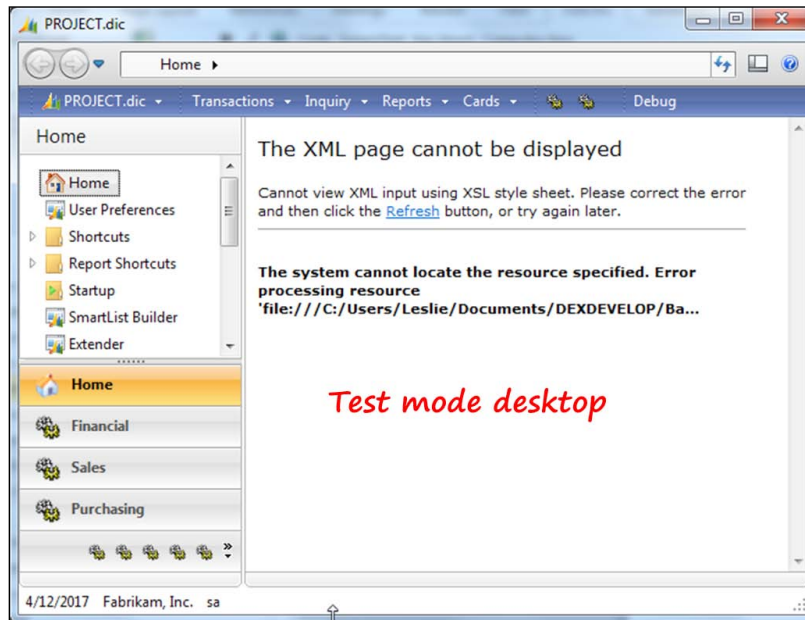 PROJECT.dic
Home
PROJECT.dic Transactions Inquiry Reports Cards Debug
Home
Home
User Preferences
Shortcuts
Report Shortcuts
Startup
SmartList Builder
Extender
Home
Financial
Sales
Purchasing
The XML page cannot be displayed
Cannot view XML input using XSL style sheet. Please correct the error
and then click the Refresh button, or try again later.
The system cannot locate the resource specified. Error
processing resource
'file:///C:/Users/Leslie/Documents/DEXDEVELOP/Ba...
Test mode desktop
4/12/2017 Fabrikam, Inc. sa